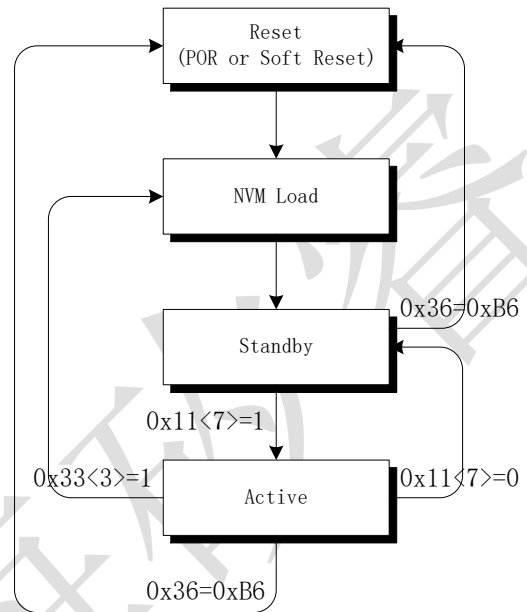 Reset
(POR or Soft Reset)
NVM Load
0x36=0xB6
Standby
0x11<7>=1
0x33<3>=1
Active
0x11<7>=0
0x36=0xB6